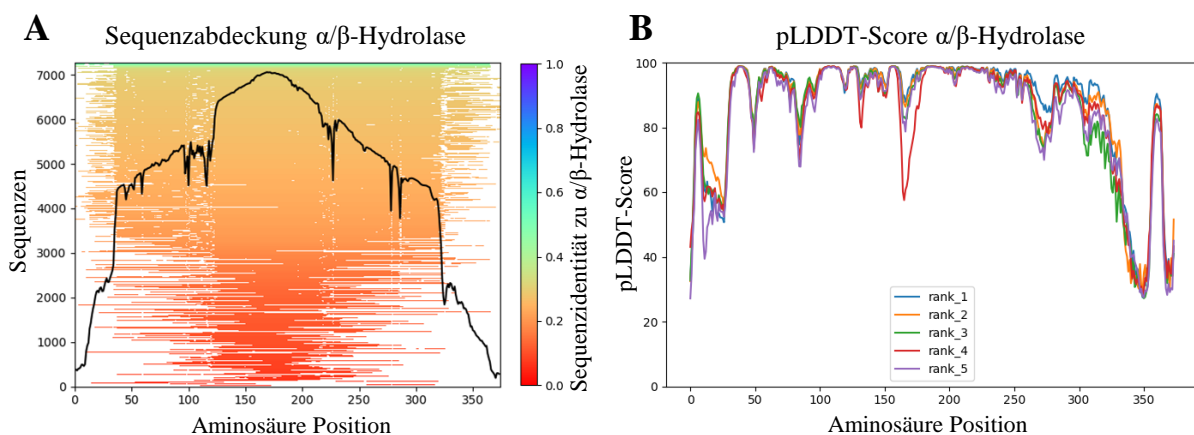 A
Sequenzabdeckung α/β-Hydrolase
7000
6000
5000
4000
3000
2000
1000
0
Sequenzen
0
50
100
150
200
250
300
350
Aminosäure Position
1.0
0.8
0.6
0.4
0.2
0.0
Sequenzidentität zu α/β-Hydrolase
B
pLDDT-Score α/β-Hydrolase
100
80
60
40
20
0
pLDDT-Score
rank_1
rank_2
rank_3
rank_4
rank_5
0
50
100
150
200
250
300
350
Aminosäure Position